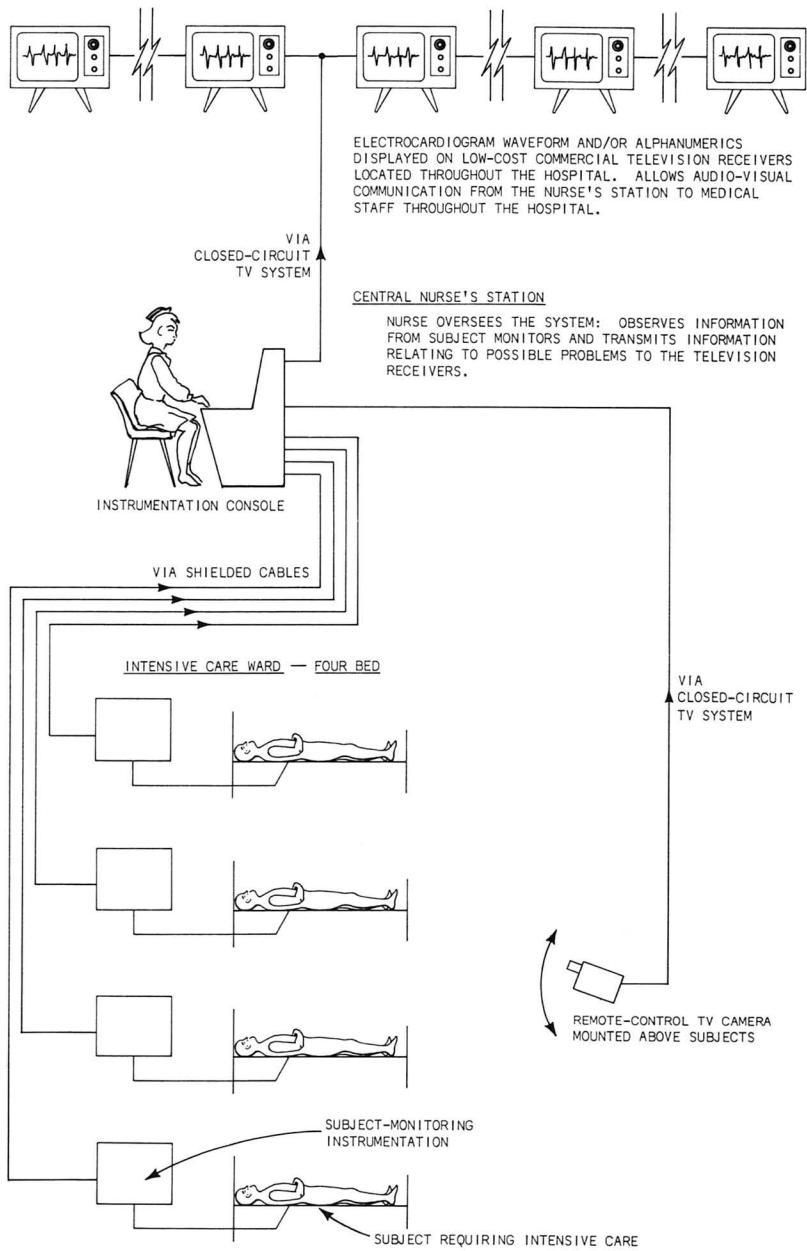 ELECTROCARDIOGRAM WAVEFORM AND/OR ALPHANUMERICS
DISPLAYED ON LOW-COST COMMERCIAL TELEVISION RECEIVERS
LOCATED THROUGHOUT THE HOSPITAL. ALLOWS AUDIO-VISUAL
COMMUNICATION FROM THE NURSE'S STATION TO MEDICAL
STAFF THROUGHOUT THE HOSPITAL.
VIA
CLOSED-CIRCUIT
TV SYSTEM
CENTRAL NURSE'S STATION
NURSE OVERSEES THE SYSTEM: OBSERVES INFORMATION
FROM SUBJECT MONITORS AND TRANSMITS INFORMATION
RELATING TO POSSIBLE PROBLEMS TO THE TELEVISION
RECEIVERS.
INSTRUMENTATION CONSOLE
VIA SHIELDED CABLES
INTENSIVE CARE WARD — FOUR BED
VIA
CLOSED-CIRCUIT
TV SYSTEM
REMOTE-CONTROL TV CAMERA
MOUNTED ABOVE SUBJECTS
SUBJECT-MONITORING
INSTRUMENTATION
SUBJECT REQUIRING INTENSIVE CARE